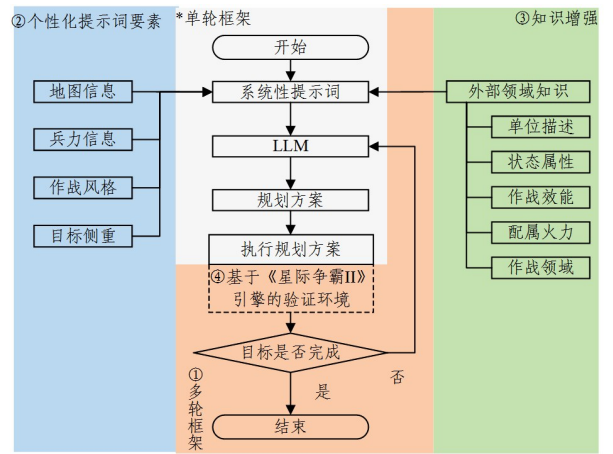 ②个性化提示词要素
*单轮框架
③知识增强
开始
地图信息
系统性提示词
外部领域知识
兵力信息
LLM
单位描述
状态属性
作战风格
规划方案
作战效能
目标侧重
执行规划方案
配属火力
④基于《星际争霸II》
引擎的验证环境
作战领域
目标是否完成
①多轮框架
是
否
结束